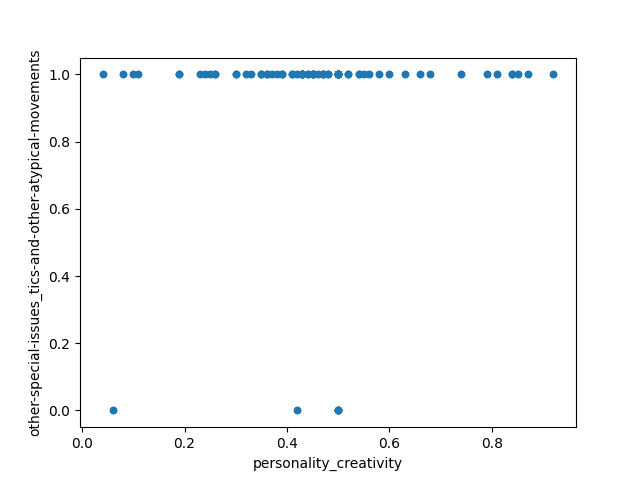 other-special-issues_tics-and-other-atypical-movements
1.0
0.8
0.6
0.4
0.2
0.0
0.0 0.2 0.4 0.6 0.8
personality_creativity